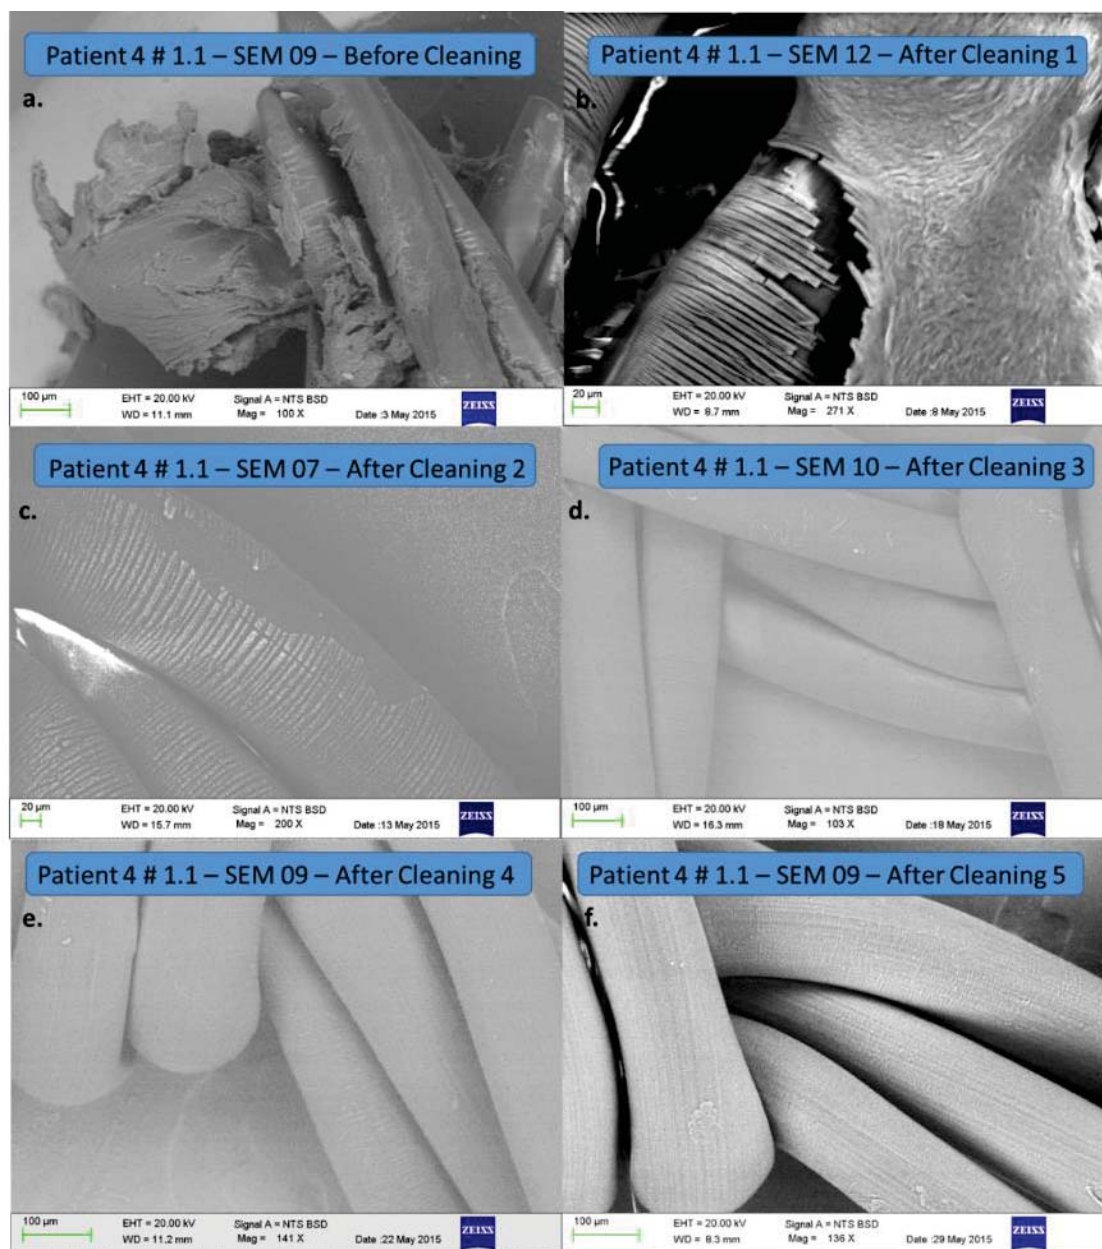 Patient 4 # 1.1 – SEM 09 – Before Cleaning
a.
100 µm
EHT = 20.00 kV
WD = 11.1 mm
Signal A = NTS BSD
Mag = 100 X
Date :3 May 2015
ZEISS
Patient 4 # 1.1 – SEM 12 – After Cleaning 1
b.
20 µm
EHT = 20.00 kV
WD = 8.7 mm
Signal A = NTS BSD
Mag = 271 X
Date :8 May 2015
ZEISS
Patient 4 # 1.1 – SEM 07 – After Cleaning 2
c.
20 µm
EHT = 20.00 kV
WD = 15.7 mm
Signal A = NTS BSD
Mag = 200 X
Date :13 May 2015
ZEISS
Patient 4 # 1.1 – SEM 10 – After Cleaning 3
d.
100 µm
EHT = 20.00 kV
WD = 16.3 mm
Signal A = NTS BSD
Mag = 103 X
Date :18 May 2015
ZEISS
Patient 4 # 1.1 – SEM 09 – After Cleaning 4
e.
100 µm
EHT = 20.00 kV
WD = 11.2 mm
Signal A = NTS BSD
Mag = 141 X
Date :22 May 2015
ZEISS
Patient 4 # 1.1 – SEM 09 – After Cleaning 5
f.
100 µm
EHT = 20.00 kV
WD = 8.3 mm
Signal A = NTS BSD
Mag = 136 X
Date :29 May 2015
ZEISS